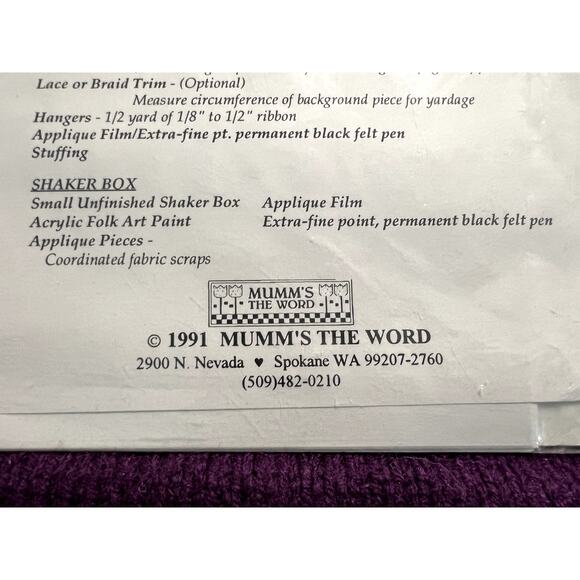 Lace or Braid Trim - (Optional)
Measure circumference of background piece for yardage
Hangers - 1/2 yard of 1/8" to 1/2" ribbon
Applique Film/Extra-fine pt. permanent black felt pen
Stuffing
SHAKER BOX
Small Unfinished Shaker Box Applique Film
Acrylic Folk Art Paint Extra-fine point, permanent black felt pen
Applique Pieces -
Coordinated fabric scraps
MUMM'S
THE WORD
© 1991 MUMM'S THE WORD
2900 N. Nevada ♥ Spokane WA 99207-2760
(509)482-0210